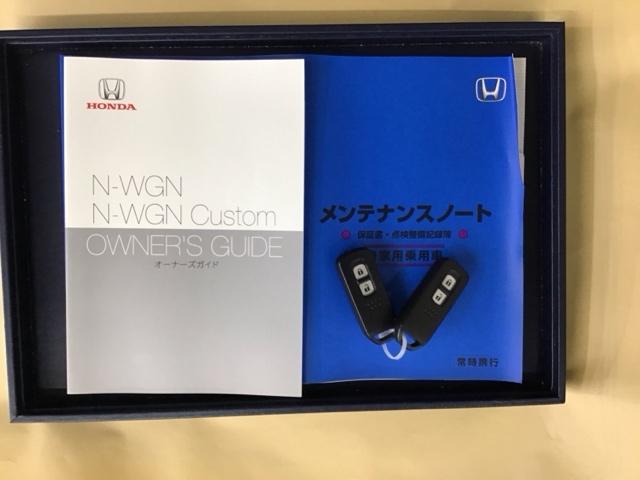 HONDA
N-WGN
N-WGN Custom
OWNER'S GUIDE
オーナーズガイド
メンテナンスノート
保証書・点検整備記録簿
家用乗用車
常時携行